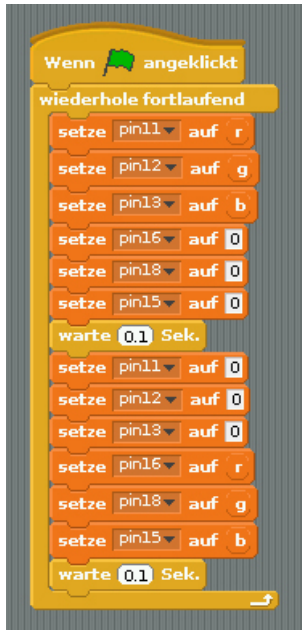 Wenn angeklickt
wiederhole fortlaufend
setze pin11 auf r
setze pin12 auf g
setze pin13 auf b
setze pin16 auf 0
setze pin18 auf 0
setze pin15 auf 0
warte 0.1 Sek.
setze pin11 auf 0
setze pin12 auf 0
setze pin13 auf 0
setze pin16 auf r
setze pin18 auf g
setze pin15 auf b
warte 0.1 Sek.